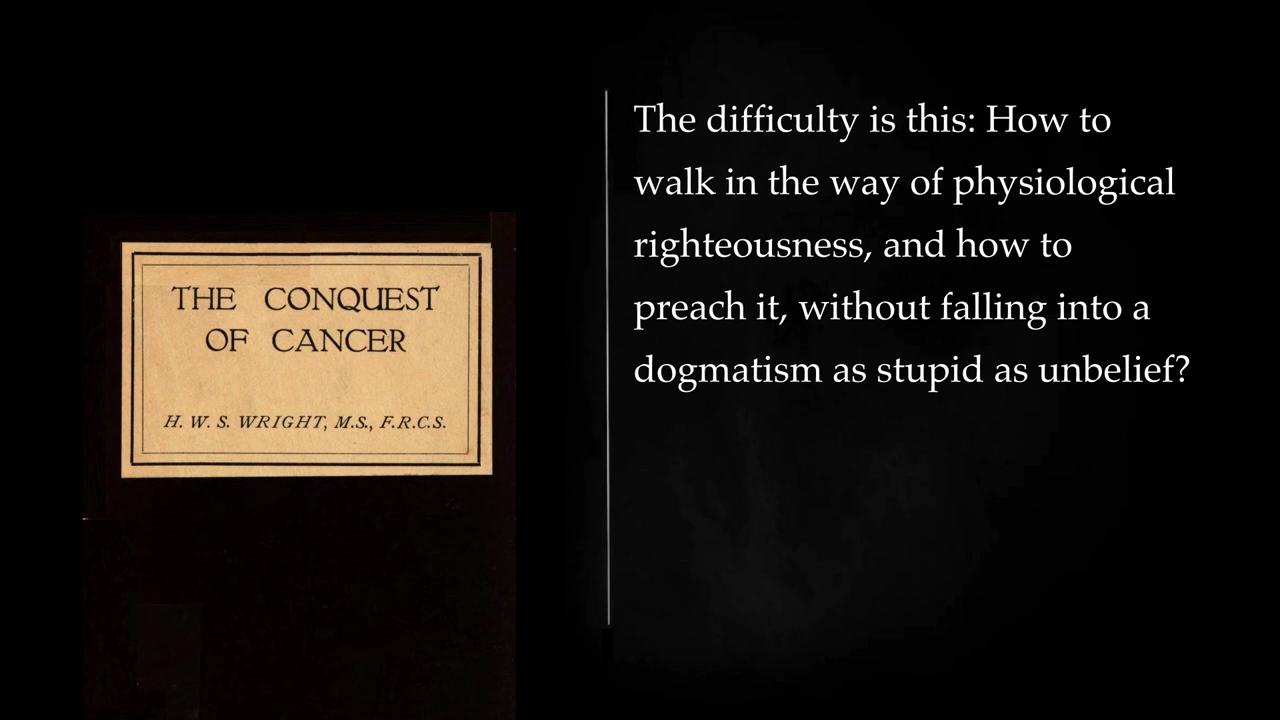 THE CONQUEST
OF CANCER
H. W. S. WRIGHT, M.S., F.R.C.S.
The difficulty is this: How to
walk in the way of physiological
righteousness, and how to
preach it, without falling into a
dogmatism as stupid as unbelief?